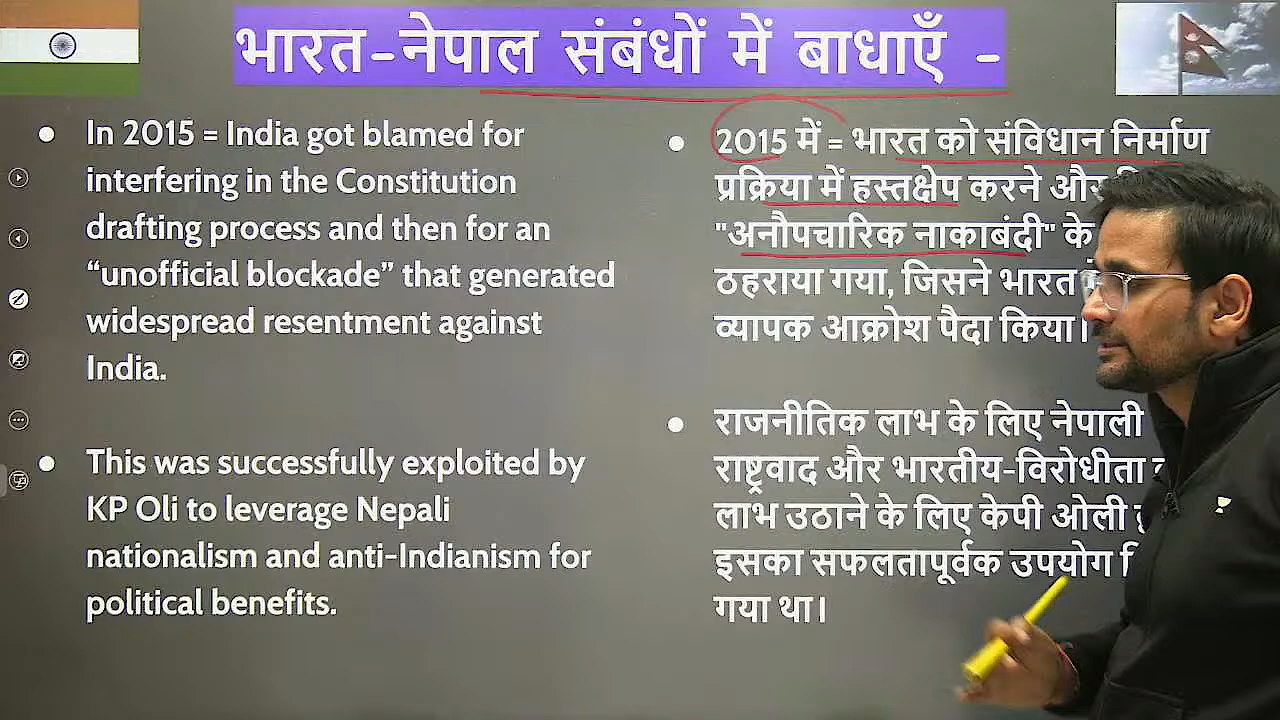 भारत-नेपाल संबंधों में बाधाएँ -
In 2015 = India got blamed for
interfering in the Constitution
drafting process and then for an
“unofficial blockade” that generated
widespread resentment against
India.
This was successfully exploited by
KP Oli to leverage Nepali
nationalism and anti-Indianism for
political benefits.
2015 में = भारत को संविधान निर्माण
प्रक्रिया में हस्तक्षेप करने और
"अनौपचारिक नाकाबंदी" के
ठहराया गया, जिसने भारत
व्यापक आक्रोश पैदा किया।
राजनीतिक लाभ के लिए नेपाली
राष्ट्रवाद और भारतीय-विरोधीता
लाभ उठाने के लिए केपी ओली
इसका सफलतापूर्वक उपयोग
गया था।